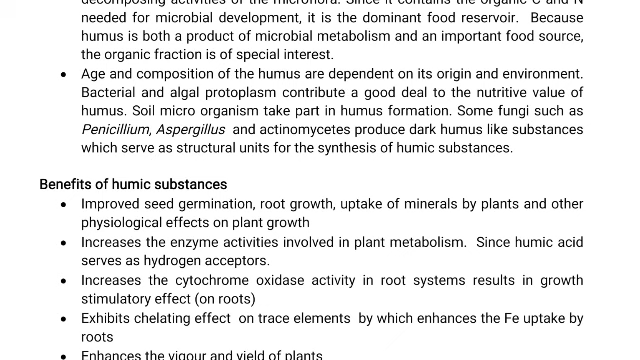 decomposing activities of the microflora. Since it contains the organic C and N
needed for microbial development, it is the dominant food reservoir. Because
humus is both a product of microbial metabolism and an important food source,
the organic fraction is of special interest.
• Age and composition of the humus are dependent on its origin and environment.
Bacterial and algal protoplasm contribute a good deal to the nutritive value of
humus. Soil micro organism take part in humus formation. Some fungi such as
Penicillium, Aspergillus and actinomycetes produce dark humus like substances
which serve as structural units for the synthesis of humic substances.
Benefits of humic substances
• Improved seed germination, root growth, uptake of minerals by plants and other
physiological effects on plant growth
• Increases the enzyme activities involved in plant metabolism. Since humic acid
serves as hydrogen acceptors.
• Increases the cytochrome oxidase activity in root systems results in growth
stimulatory effect (on roots)
• Exhibits chelating effect on trace elements by which enhances the Fe uptake by
roots
• Enhances the vigour and yield of plants